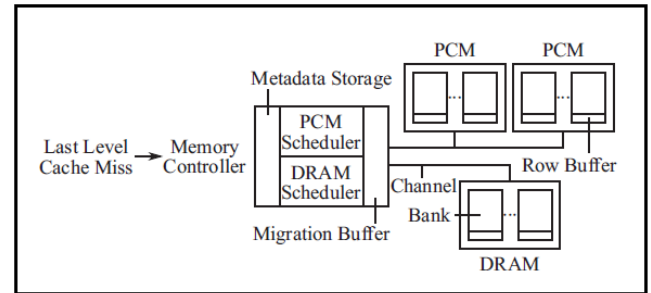 PCM
PCM
Metadata Storage
PCM
Scheduler
Last Level
Cache Miss
Memory
Controller
DRAM
Scheduler
Row Buffer
Channel
Bank
Migration Buffer
DRAM